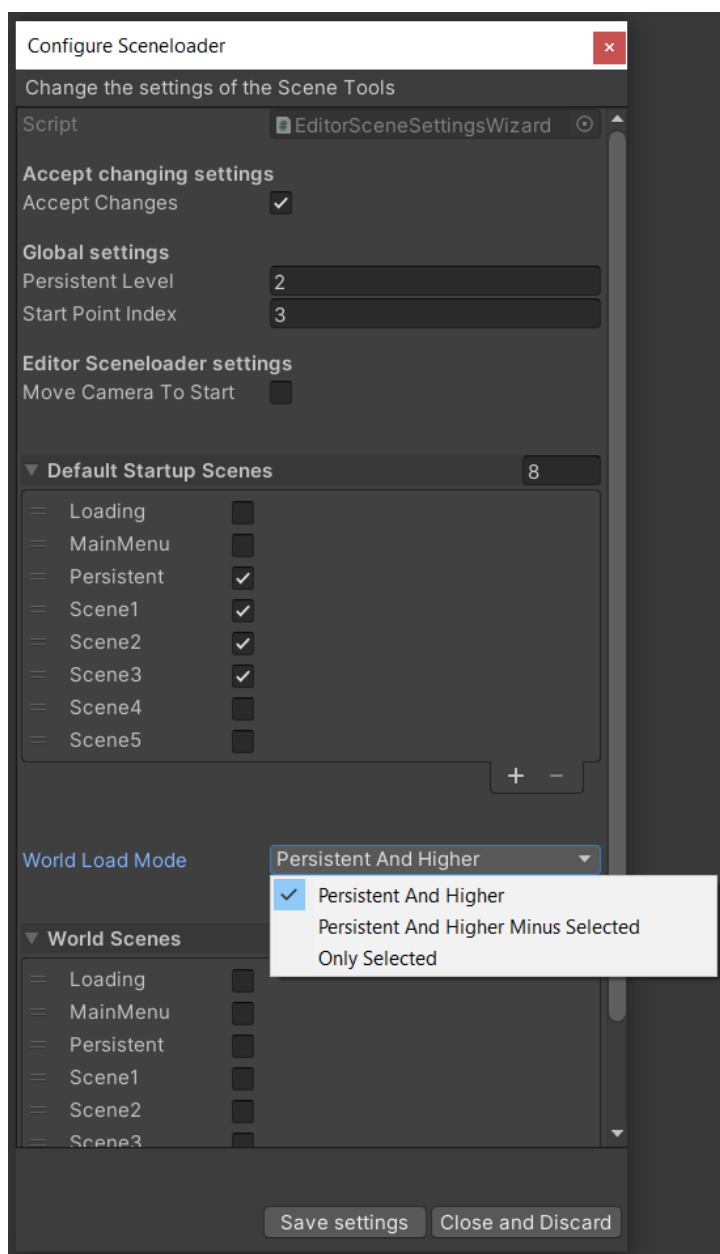 Configure Sceneloader
Change the settings of the Scene Tools
Script EditorSceneSettingsWizard
Accept changing settings
Accept Changes
Global settings
Persistent Level 2
Start Point Index 3
Editor Sceneloader settings
Move Camera To Start
Default Startup Scenes 8
Loading
MainMenu
Persistent
Scene1
Scene2
Scene3
Scene4
Scene5
World Load Mode Persistent And Higher
Persistent And Higher
Persistent And Higher Minus Selected
Only Selected
World Scenes
Loading
MainMenu
Persistent
Scene1
Scene2
Scene3
Save settings Close and Discard